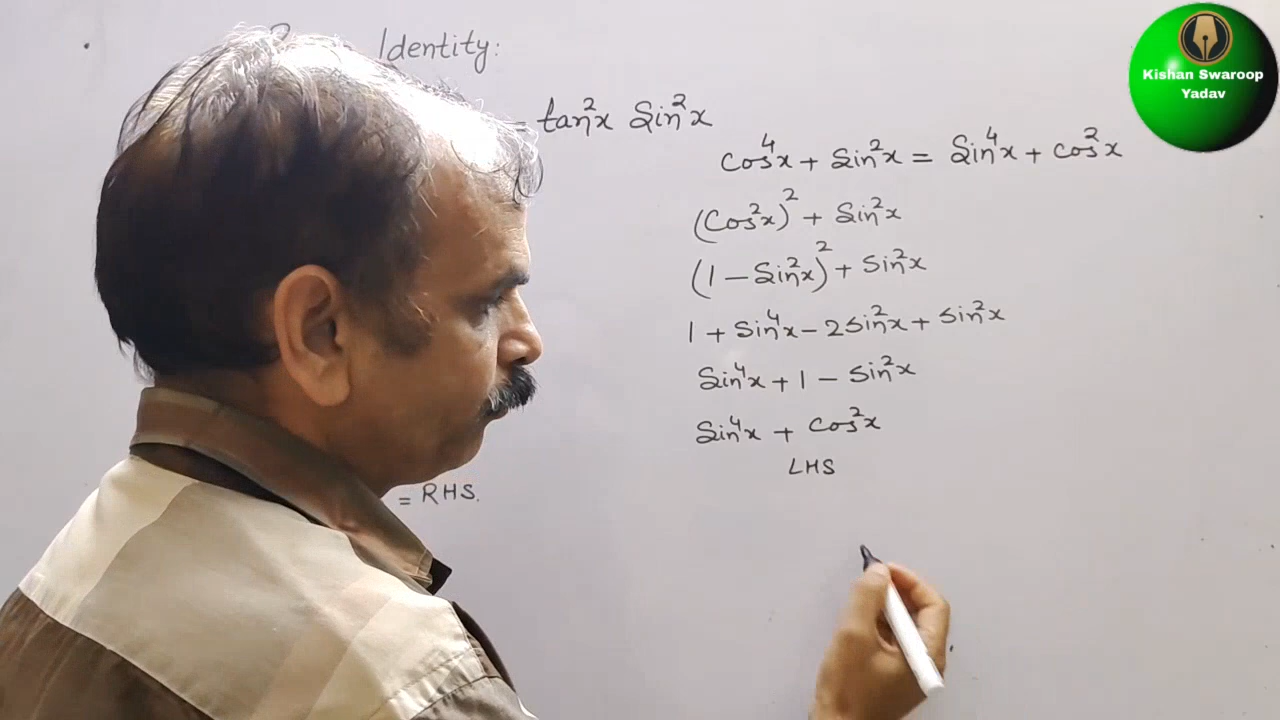 Identity:
= tan²x Sin²x
= RHS.
Cos⁴x + Sin²x = Sin⁴x + Cos²x
(Cos²x)² + Sin²x
(1 − Sin²x)² + Sin²x
1 + Sin⁴x − 2Sin²x + Sin²x
Sin⁴x + 1 − Sin²x
Sin⁴x + Cos²x
LHS
Kishan Swaroop
Yadav